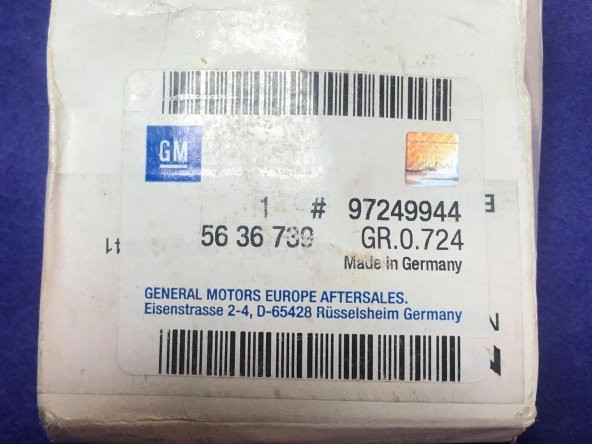 GM
1 # 97249944
56 36 739 GR.0.724
Made in Germany
GENERAL MOTORS EUROPE AFTERSALES.
Eisenstrasse 2-4, D-65428 Rüsselsheim Germany